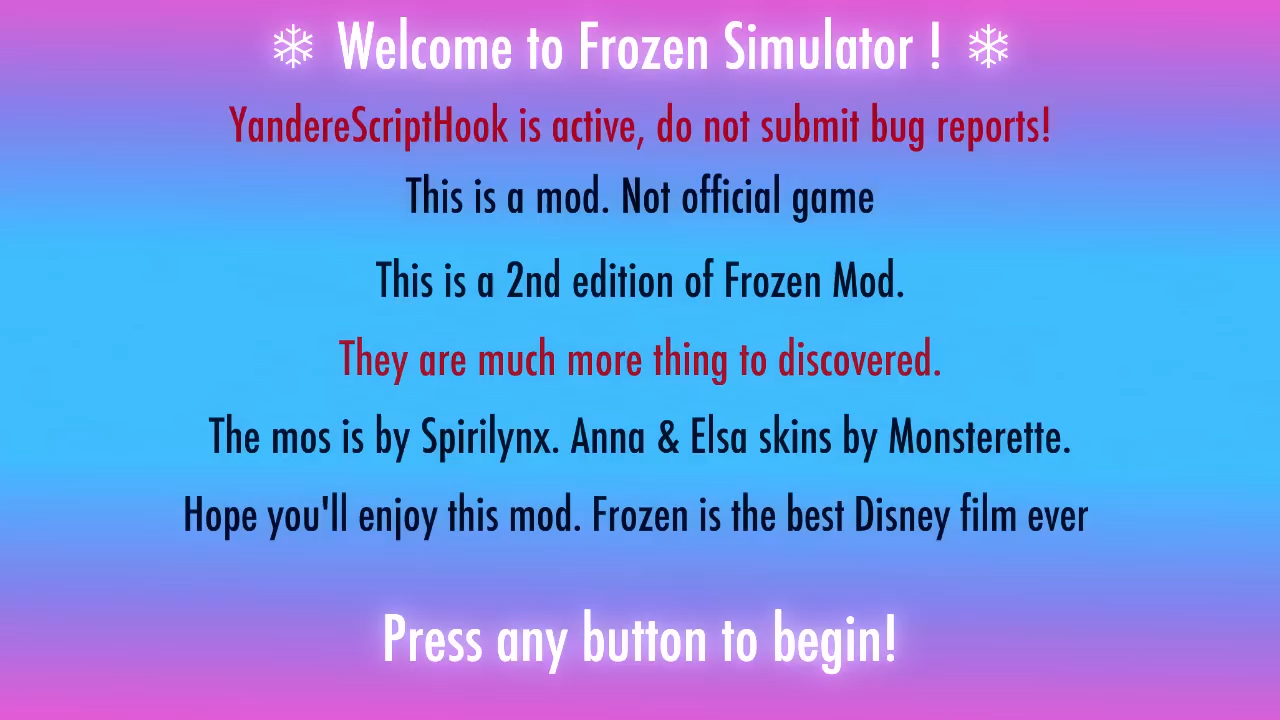 ❄ Welcome to Frozen Simulator ! ❄
YandereScriptHook is active, do not submit bug reports!
This is a mod. Not official game
This is a 2nd edition of Frozen Mod.
They are much more thing to discovered.
The mos is by Spirilynx. Anna & Elsa skins by Monsterette.
Hope you'll enjoy this mod. Frozen is the best Disney film ever
Press any button to begin!